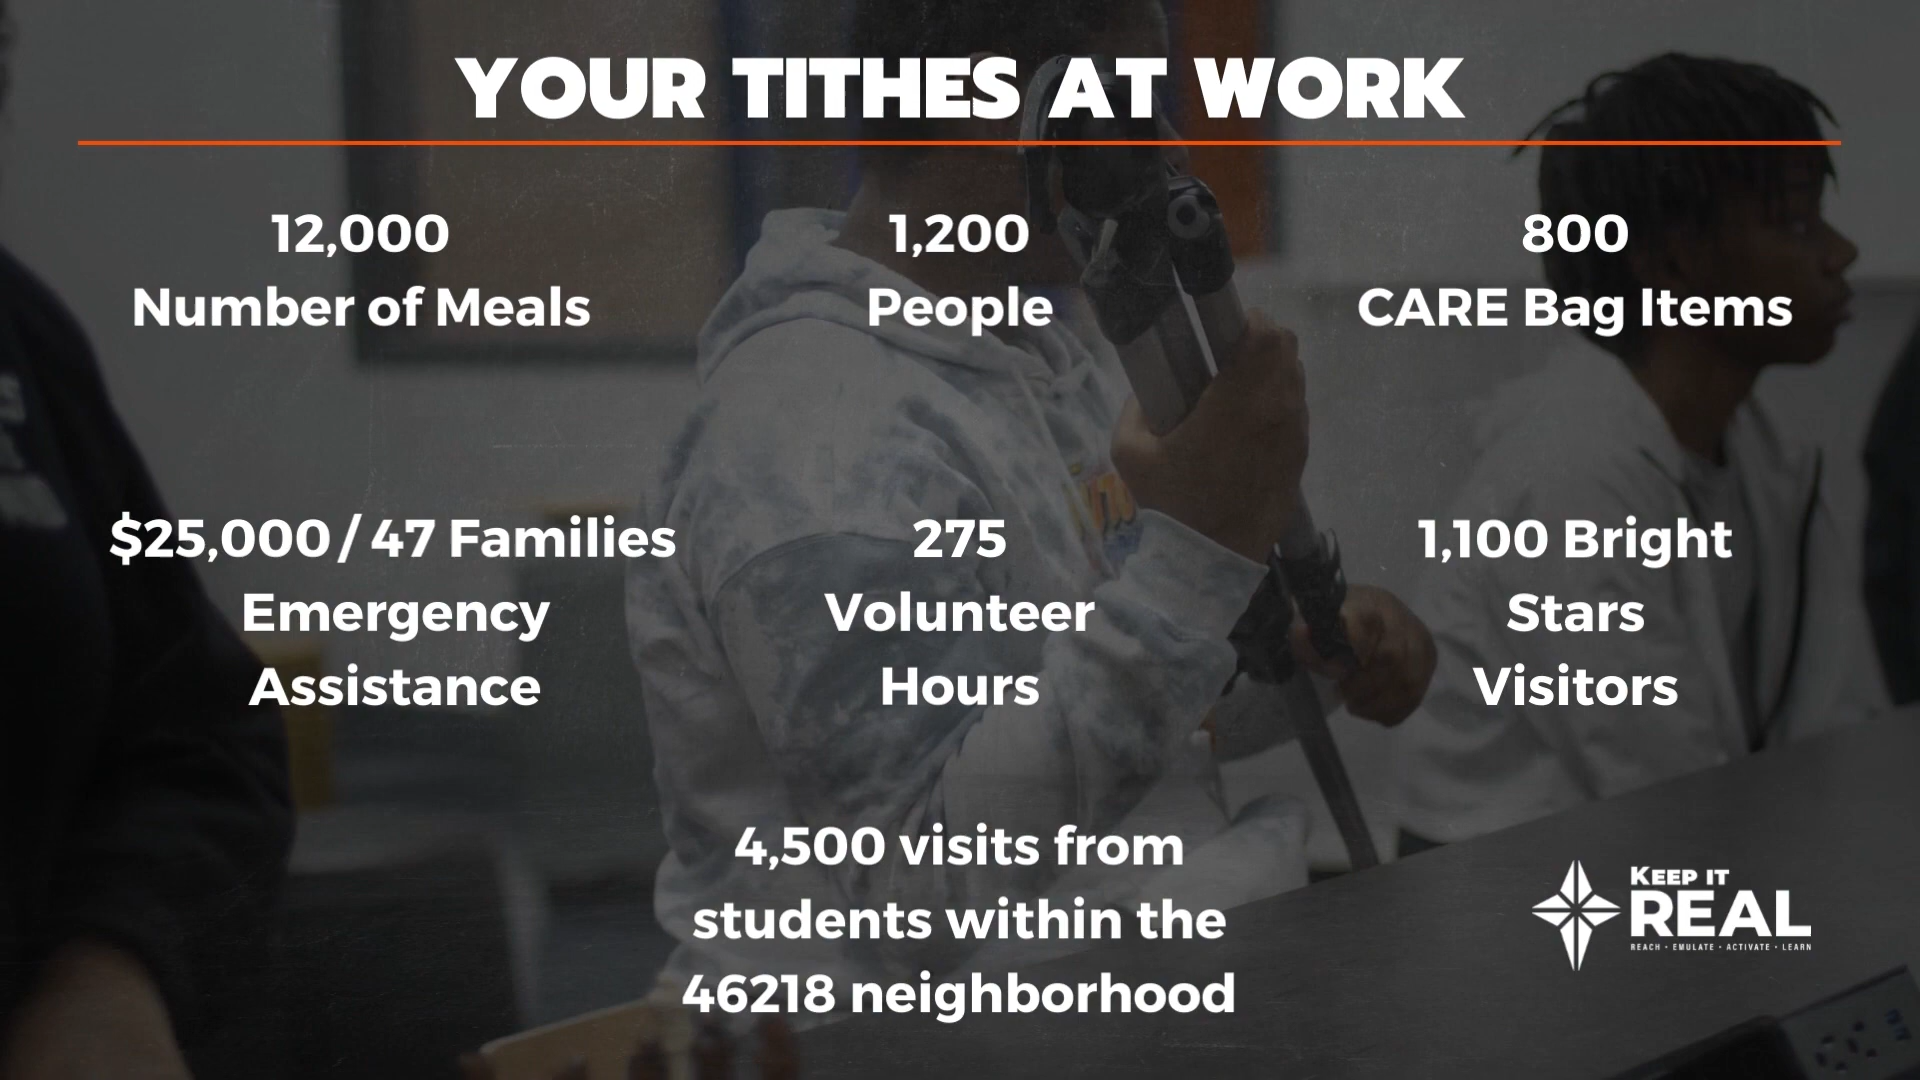 YOUR TITHES AT WORK
12,000
Number of Meals
1,200
People
800
CARE Bag Items
$25,000 / 47 Families
Emergency
Assistance
275
Volunteer
Hours
1,100 Bright
Stars
Visitors
4,500 visits from
students within the
46218 neighborhood
KEEP IT
REAL
REACH • EMULATE • ACTIVATE • LEARN